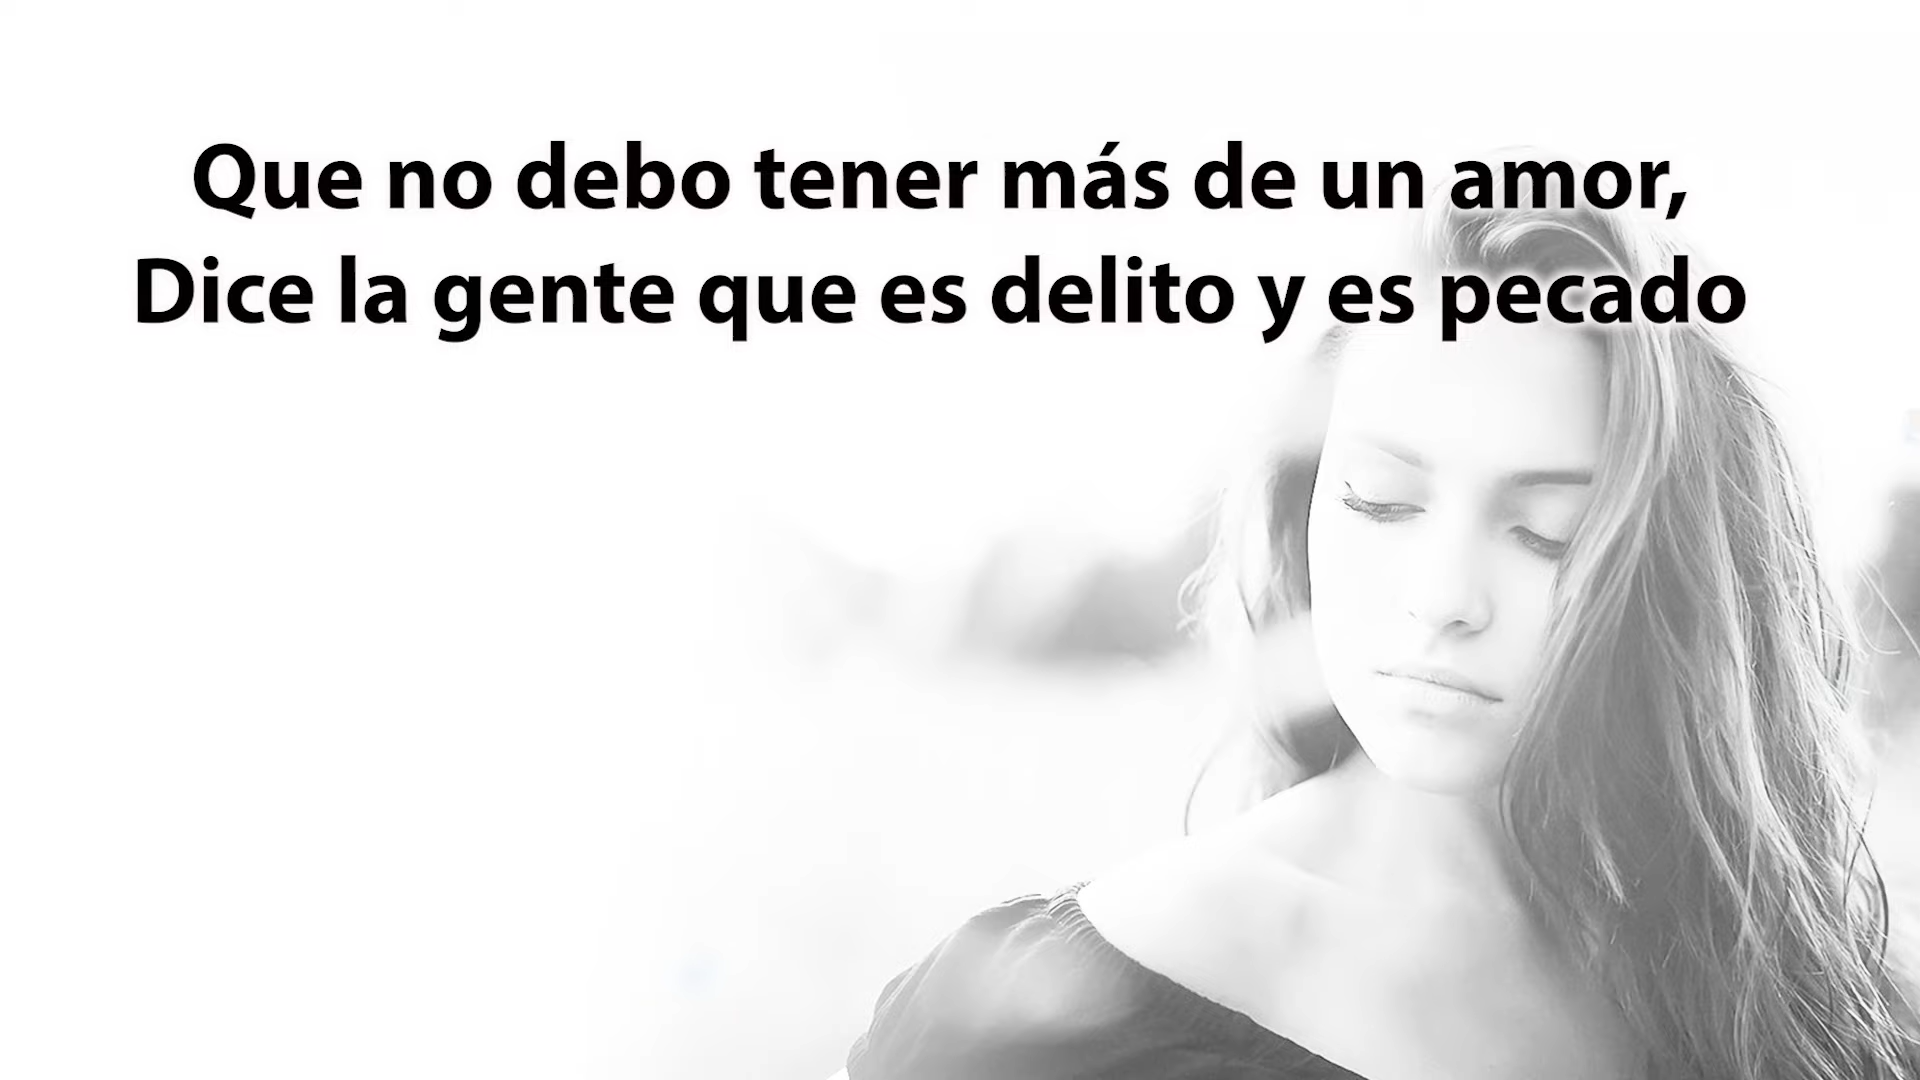 Que no debo tener más de un amor,
Dice la gente que es delito y es pecado